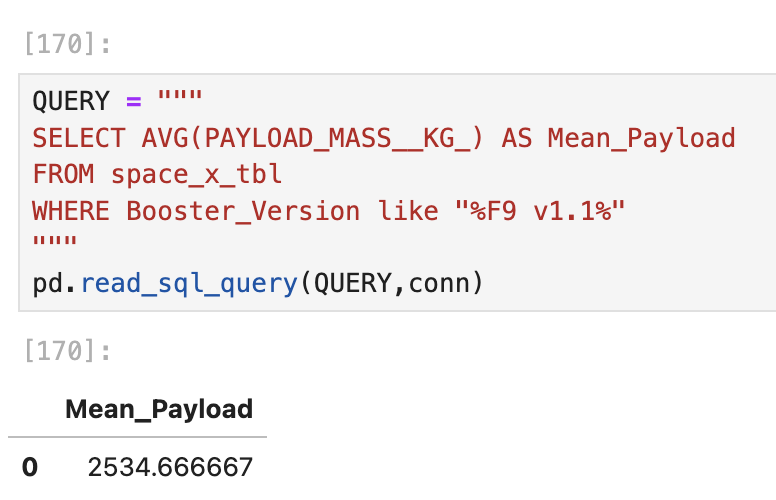 [170]:
QUERY = """
SELECT AVG(PAYLOAD_MASS__KG_) AS Mean_Payload
FROM space_x_tbl
WHERE Booster_Version like "%F9 v1.1%"
"""
pd.read_sql_query(QUERY,conn)
[170]:
Mean_Payload
0 2534.666667